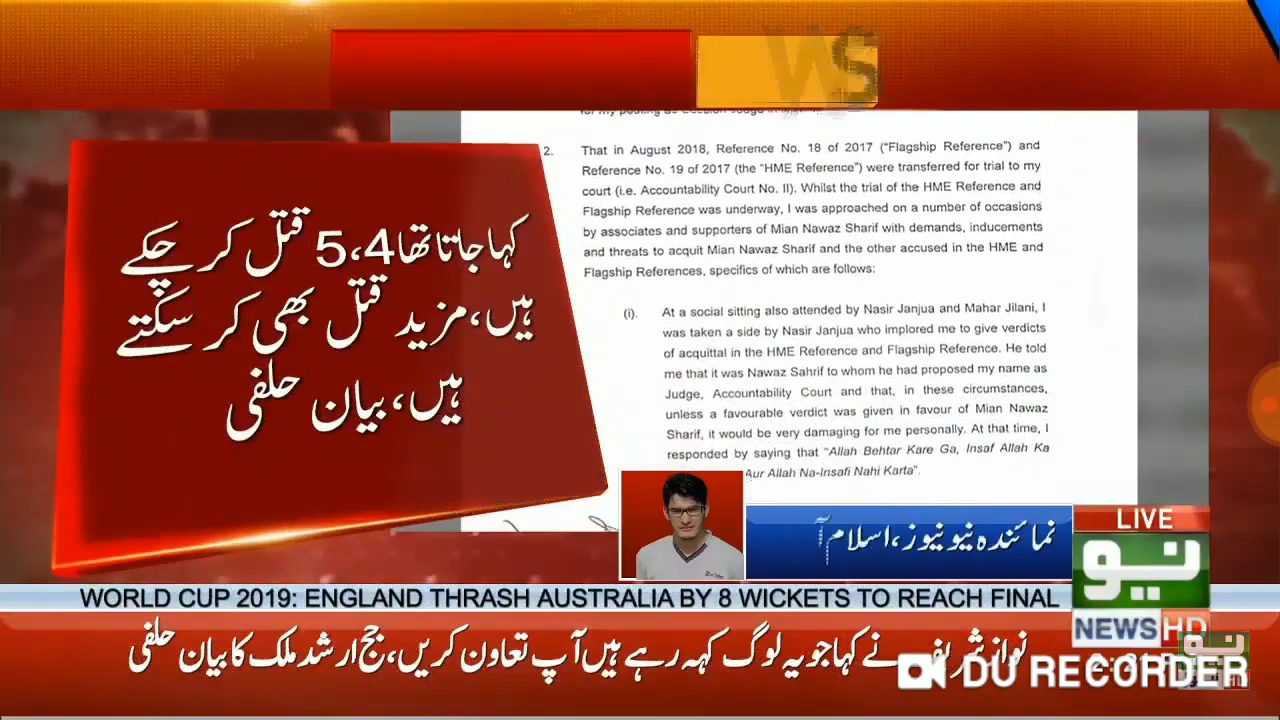 WS
2. That in August 2018, Reference No. 18 of 2017 ("Flagship Reference") and
Reference No. 19 of 2017 (the "HME Reference") were transferred for trial to my
court (i.e. Accountability Court No. II). Whilst the trial of the HME Reference and
Flagship Reference was underway, I was approached on a number of occasions
by associates and supporters of Mian Nawaz Sharif with demands, inducements
and threats to acquit Mian Nawaz Sharif and the other accused in the HME and
Flagship References, specifics of which are follows:
(i). At a social sitting also attended by Nasir Janjua and Mahar Jilani, I
was taken a side by Nasir Janjua who implored me to give verdicts
of acquittal in the HME Reference and Flagship Reference. He told
me that it was Nawaz Sahrif to whom he had proposed my name as
Judge, Accountability Court and that, in these circumstances,
unless a favourable verdict was given in favour of Mian Nawaz
Sharif, it would be very damaging for me personally. At that time, I
responded by saying that "Allah Behtar Kare Ga, Insaf Allah Ka
Aur Allah Na-Insafi Nahi Karta".
کہا جاتا تھا 4،5 قتل کر چکے
ہیں، مزید قتل بھی کر سکتے
ہیں، بیان حلفی
نمائندہ نیو نیوز، اسلام آ
LIVE
نیو
NEWS HD
WORLD CUP 2019: ENGLAND THRASH AUSTRALIA BY 8 WICKETS TO REACH FINAL
نواز شریف نے کہا جو یہ لوگ کہہ رہے ہیں آپ تعاون کریں، جج ارشد ملک کا بیان حلفی
DU RECORDER